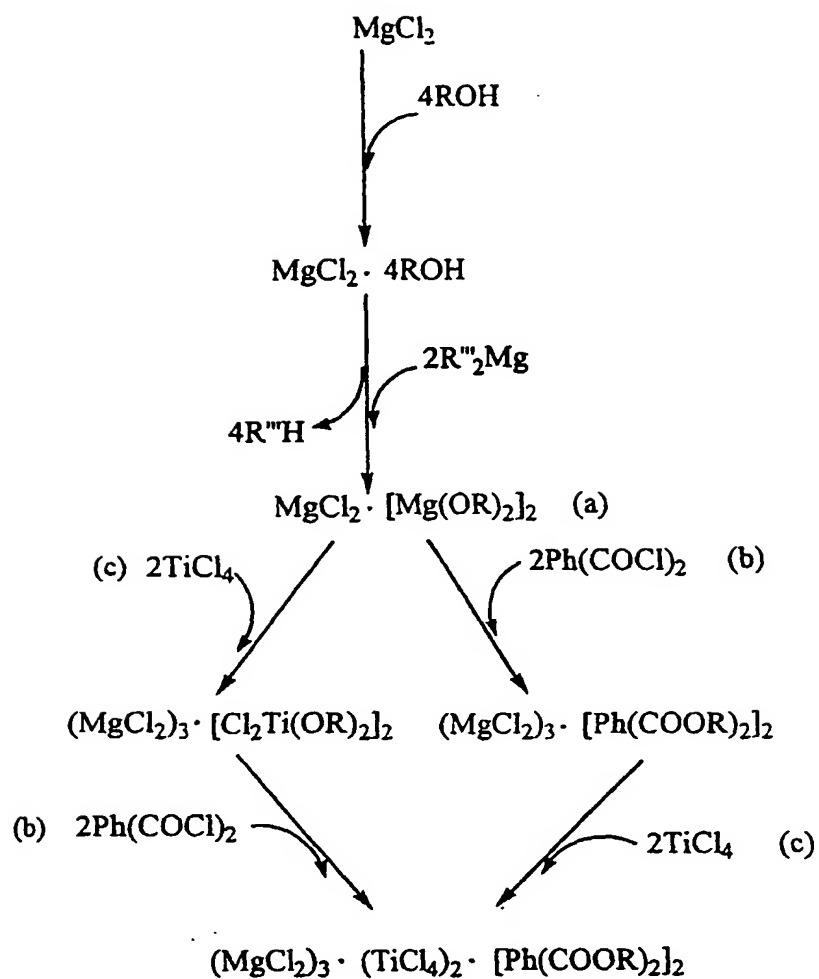 MgCl₂
4ROH
MgCl₂ · 4ROH
2R'''₂Mg
4R'''H
MgCl₂ · [Mg(OR)₂]₂ (a)
(c) 2TiCl₄
2Ph(COCl)₂ (b)
(MgCl₂)₃ · [Cl₂Ti(OR)₂]₂
(MgCl₂)₃ · [Ph(COOR)₂]₂
(b) 2Ph(COCl)₂
2TiCl₄ (c)
(MgCl₂)₃ · (TiCl₄)₂ · [Ph(COOR)₂]₂